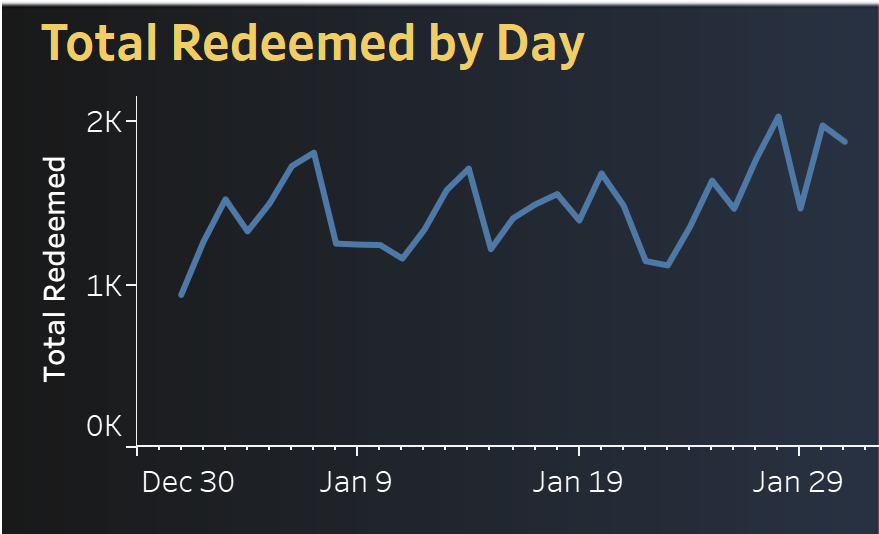 Total Redeemed by Day
Total Redeemed
2K
1K
0K
Dec 30 Jan 9 Jan 19 Jan 29